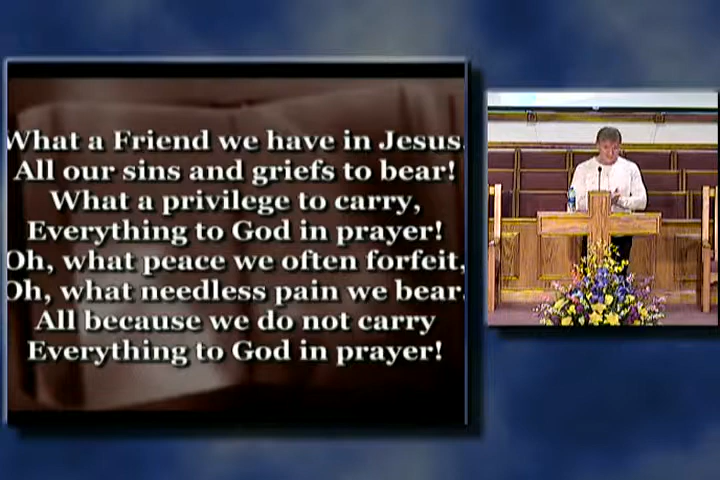 What a Friend we have in Jesus,
All our sins and griefs to bear!
What a privilege to carry,
Everything to God in prayer!
Oh, what peace we often forfeit,
Oh, what needless pain we bear,
All because we do not carry
Everything to God in prayer!